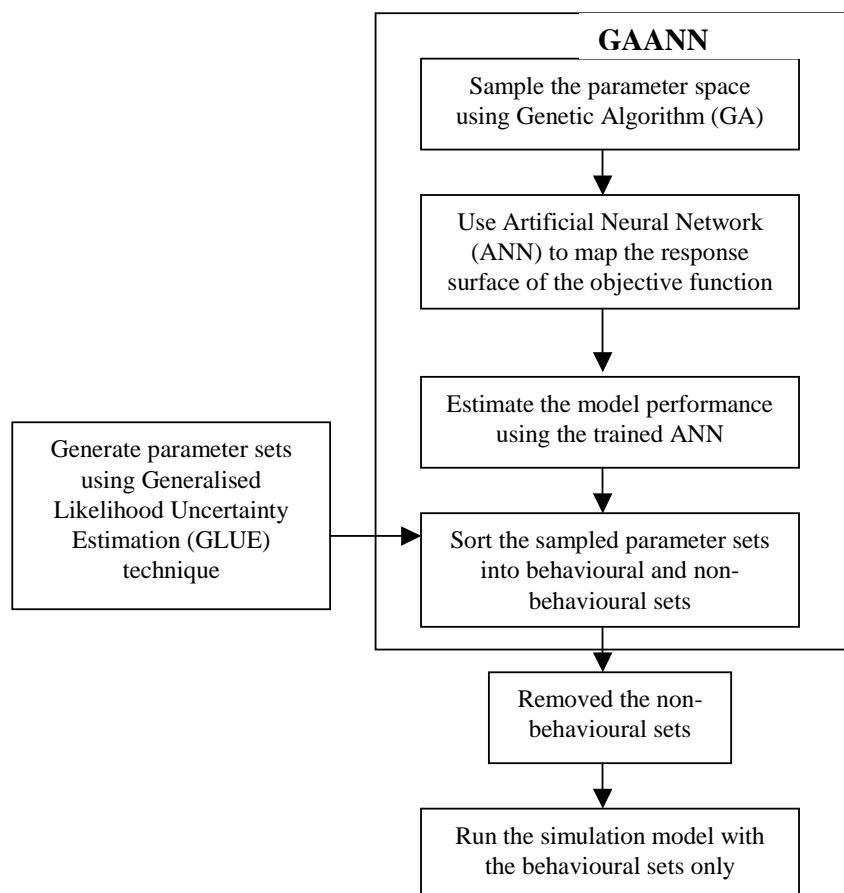 GAANN
Sample the parameter space
using Genetic Algorithm (GA)
Use Artificial Neural Network
(ANN) to map the response
surface of the objective function
Estimate the model performance
using the trained ANN
Generate parameter sets
using Generalised
Likelihood Uncertainty
Estimation (GLUE)
technique
Sort the sampled parameter sets
into behavioural and non-
behavioural sets
Removed the non-
behavioural sets
Run the simulation model with
the behavioural sets only